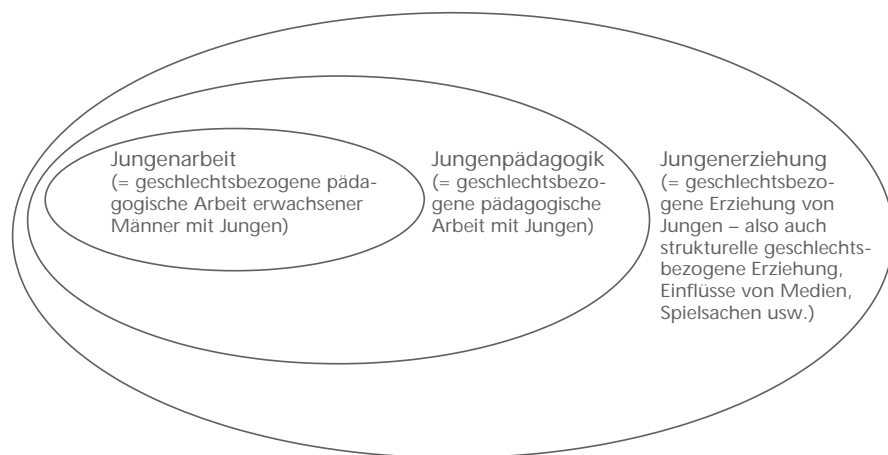 Jungenarbeit
(= geschlechtsbezogene päda-
gogische Arbeit erwachsener
Männer mit Jungen)
Jungenpädagogik
(= geschlechtsbezo-
gene pädagogische
Arbeit mit Jungen)
Jungenerziehung
(= geschlechtsbezo-
gene Erziehung von
Jungen – also auch
strukturelle geschlechts-
bezogene Erziehung,
Einflüsse von Medien,
Spielsachen usw.)